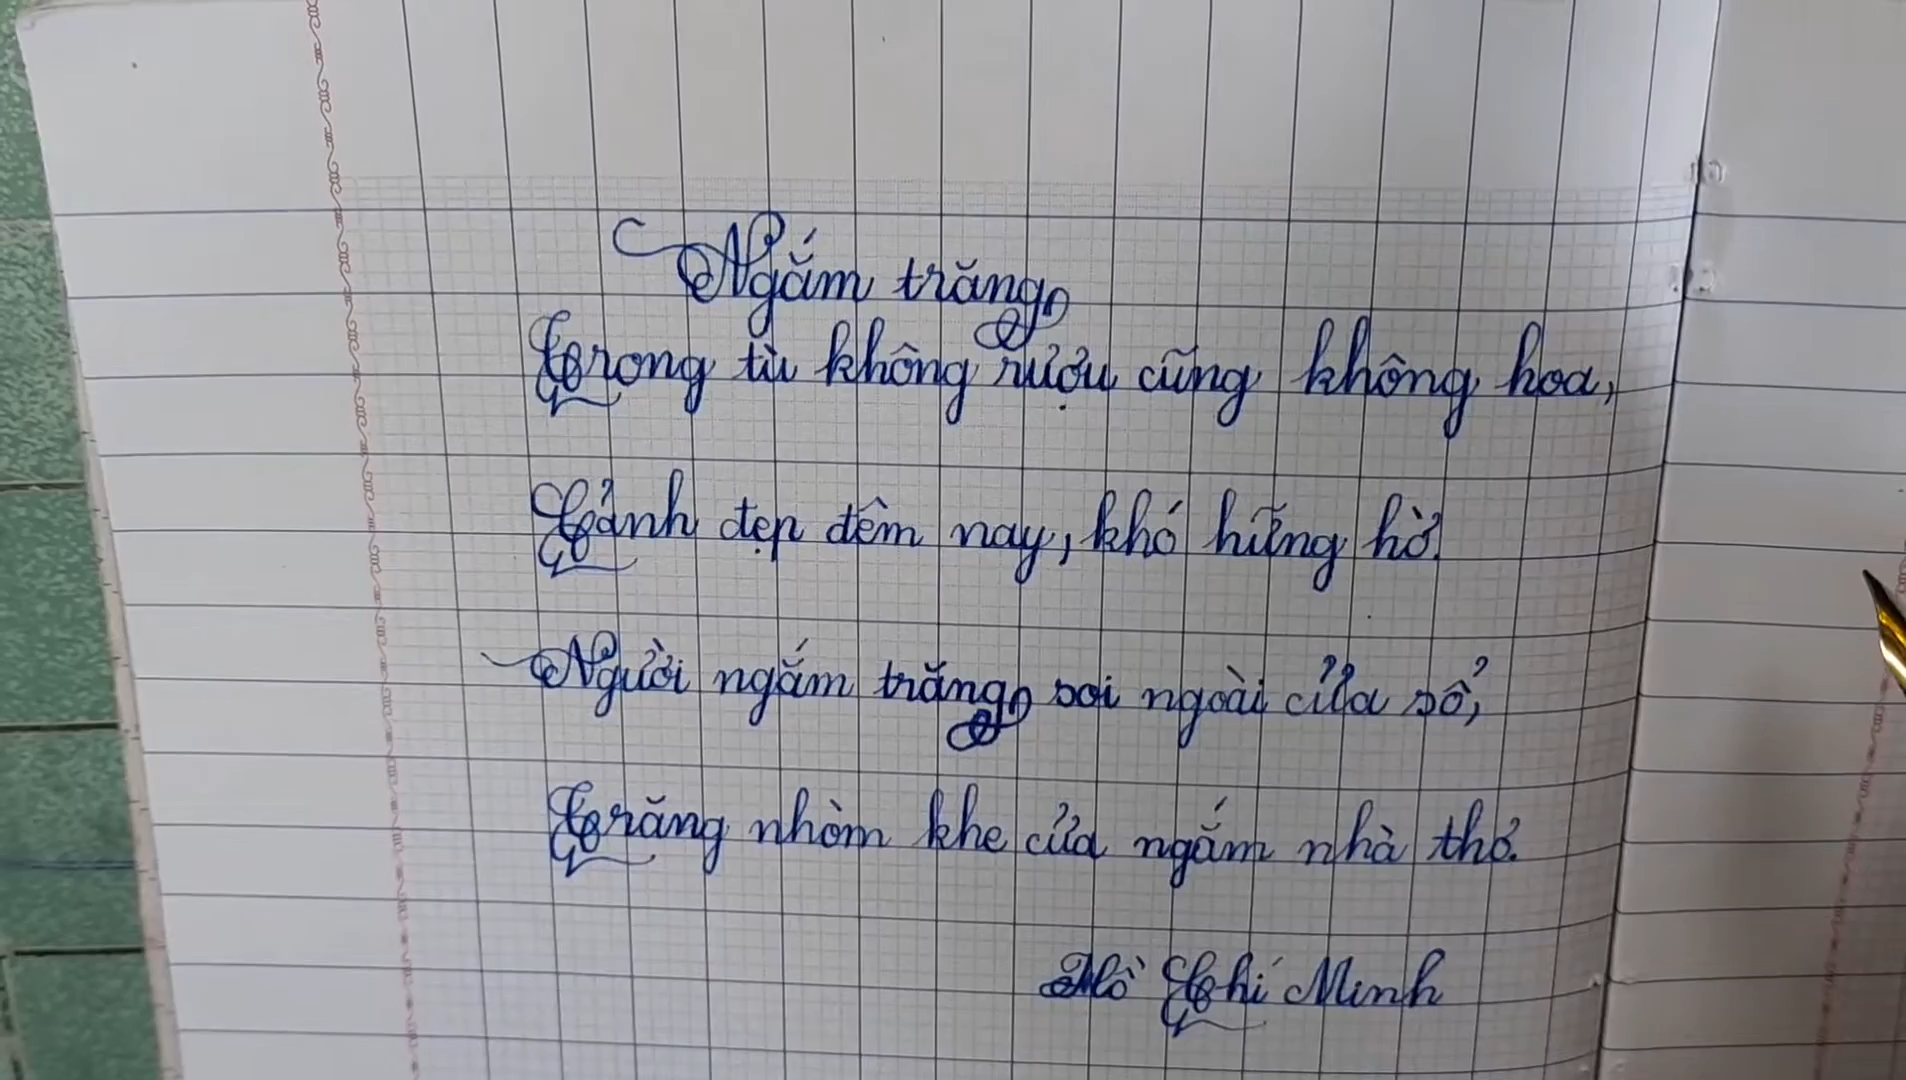 Ngắm trăng
Trong tù không rượu cũng không hoa,
Cảnh đẹp đêm nay, khó hững hờ.
Người ngắm trăng soi ngoài cửa sổ,
Trăng nhòm khe cửa ngắm nhà thơ.
Hồ Chí Minh